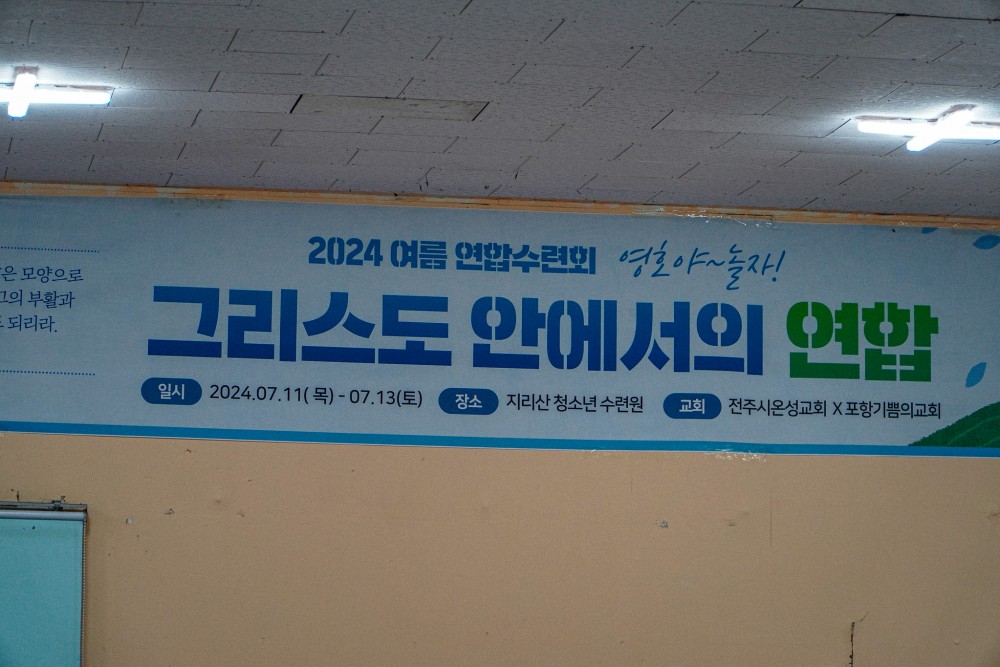 은 모양으로
그의 부활과
되리라.
2024 여름 연합수련회 영호야~놀자!
그리스도 안에서의 연합
일시 2024.07.11(목) - 07.13(토) 장소 지리산 청소년 수련원 교회 전주시온성교회 X 포항기쁨의교회